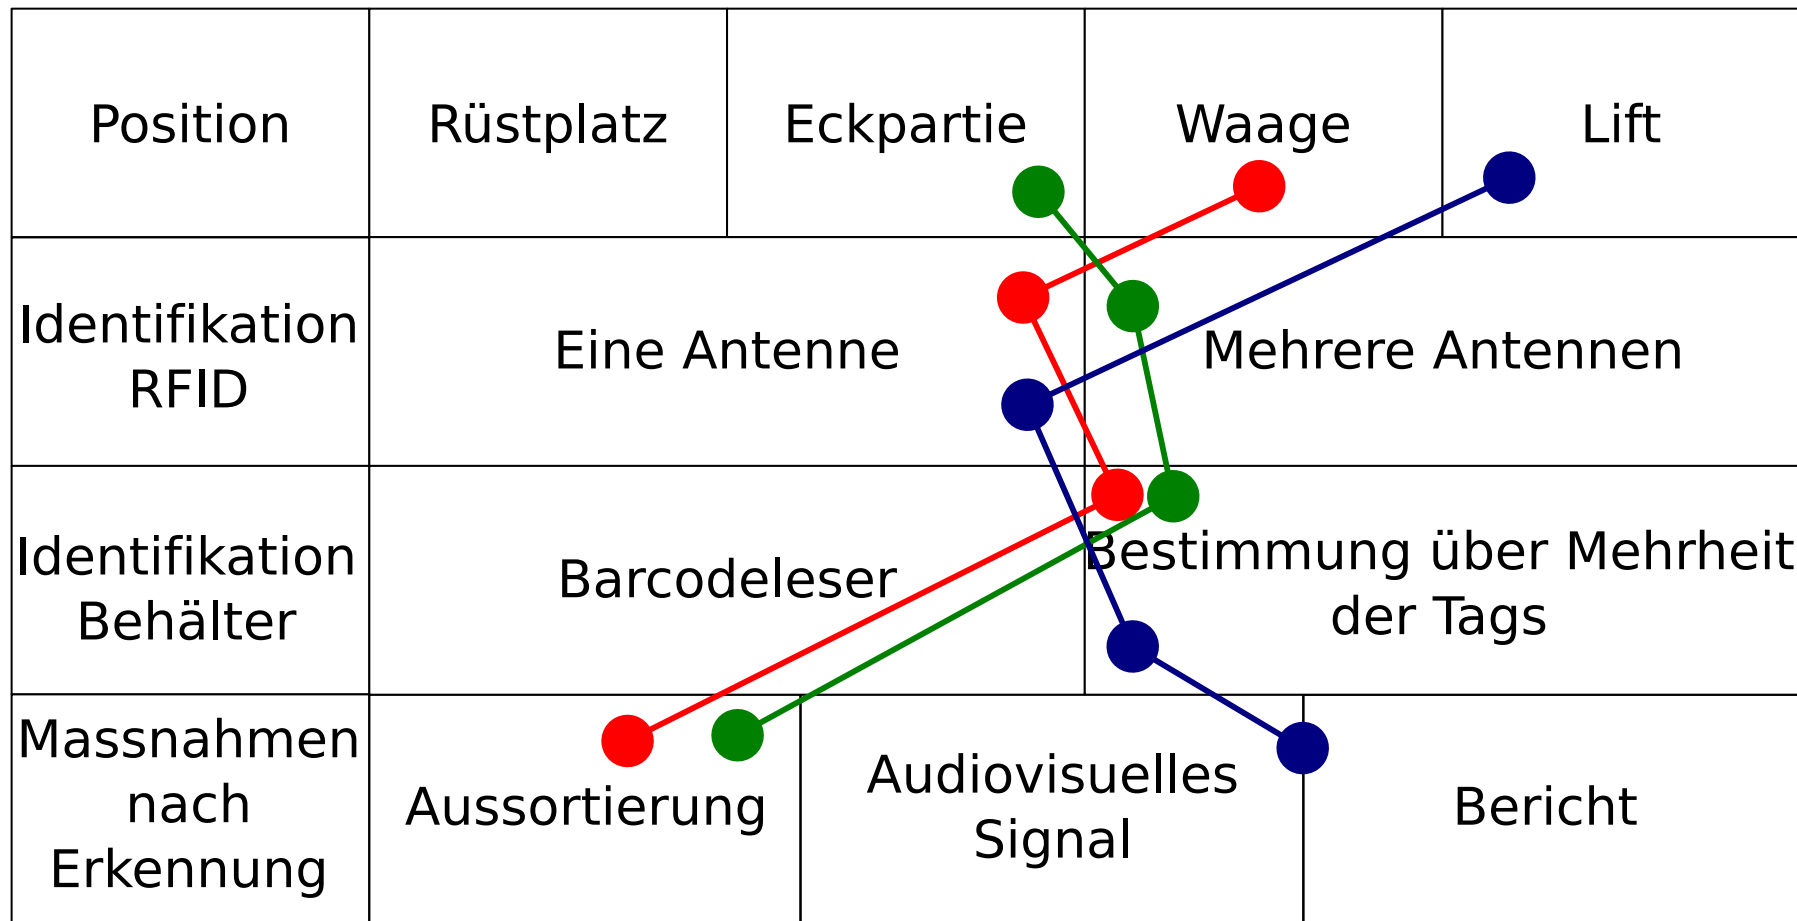 Position
Rüstplatz
Eckpartie
Waage
Lift
Identifikation
RFID
Eine Antenne
Mehrere Antennen
Identifikation
Behälter
Barcodeleser
Bestimmung über Mehrheit
der Tags
Massnahmen
nach
Erkennung
Aussortierung
Audiovisuelles
Signal
Bericht